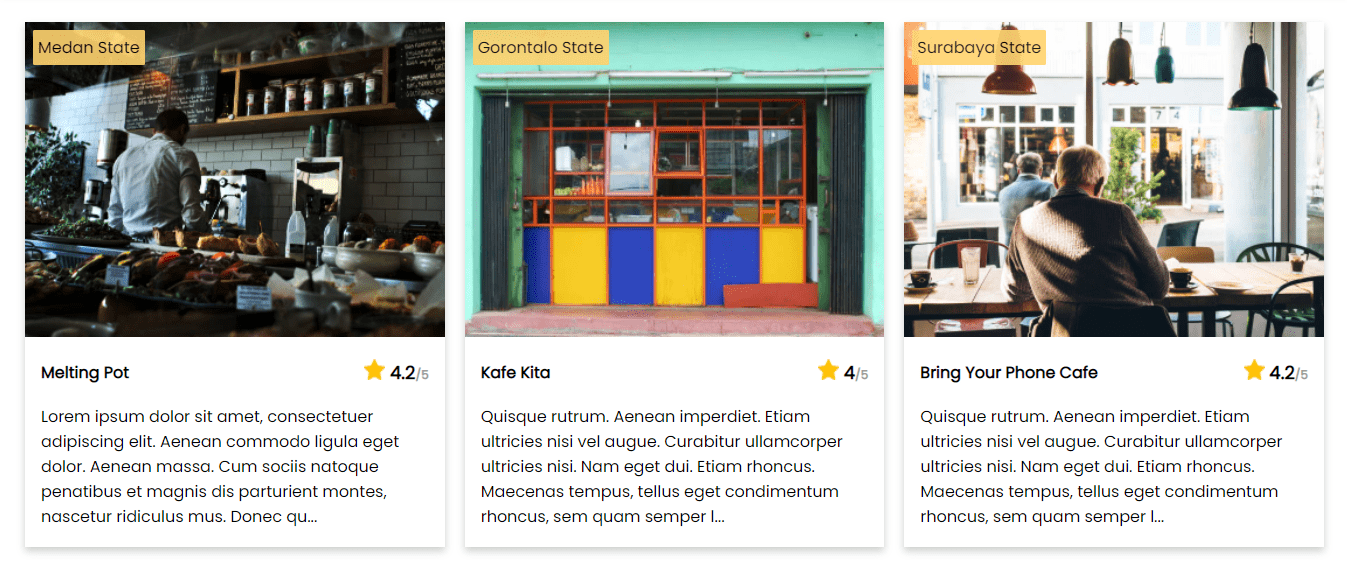 Medan State
Melting Pot
4.2/5
Lorem ipsum dolor sit amet, consectetuer
adipiscing elit. Aenean commodo ligula eget
dolor. Aenean massa. Cum sociis natoque
penatibus et magnis dis parturient montes,
nascetur ridiculus mus. Donec qu...
Gorontalo State
Kafe Kita
4/5
Quisque rutrum. Aenean imperdiet. Etiam
ultricies nisi vel augue. Curabitur ullamcorper
ultricies nisi. Nam eget dui. Etiam rhoncus.
Maecenas tempus, tellus eget condimentum
rhoncus, sem quam semper l...
Surabaya State
74
Bring Your Phone Cafe
4.2/5
Quisque rutrum. Aenean imperdiet. Etiam
ultricies nisi vel augue. Curabitur ullamcorper
ultricies nisi. Nam eget dui. Etiam rhoncus.
Maecenas tempus, tellus eget condimentum
rhoncus, sem quam semper l...